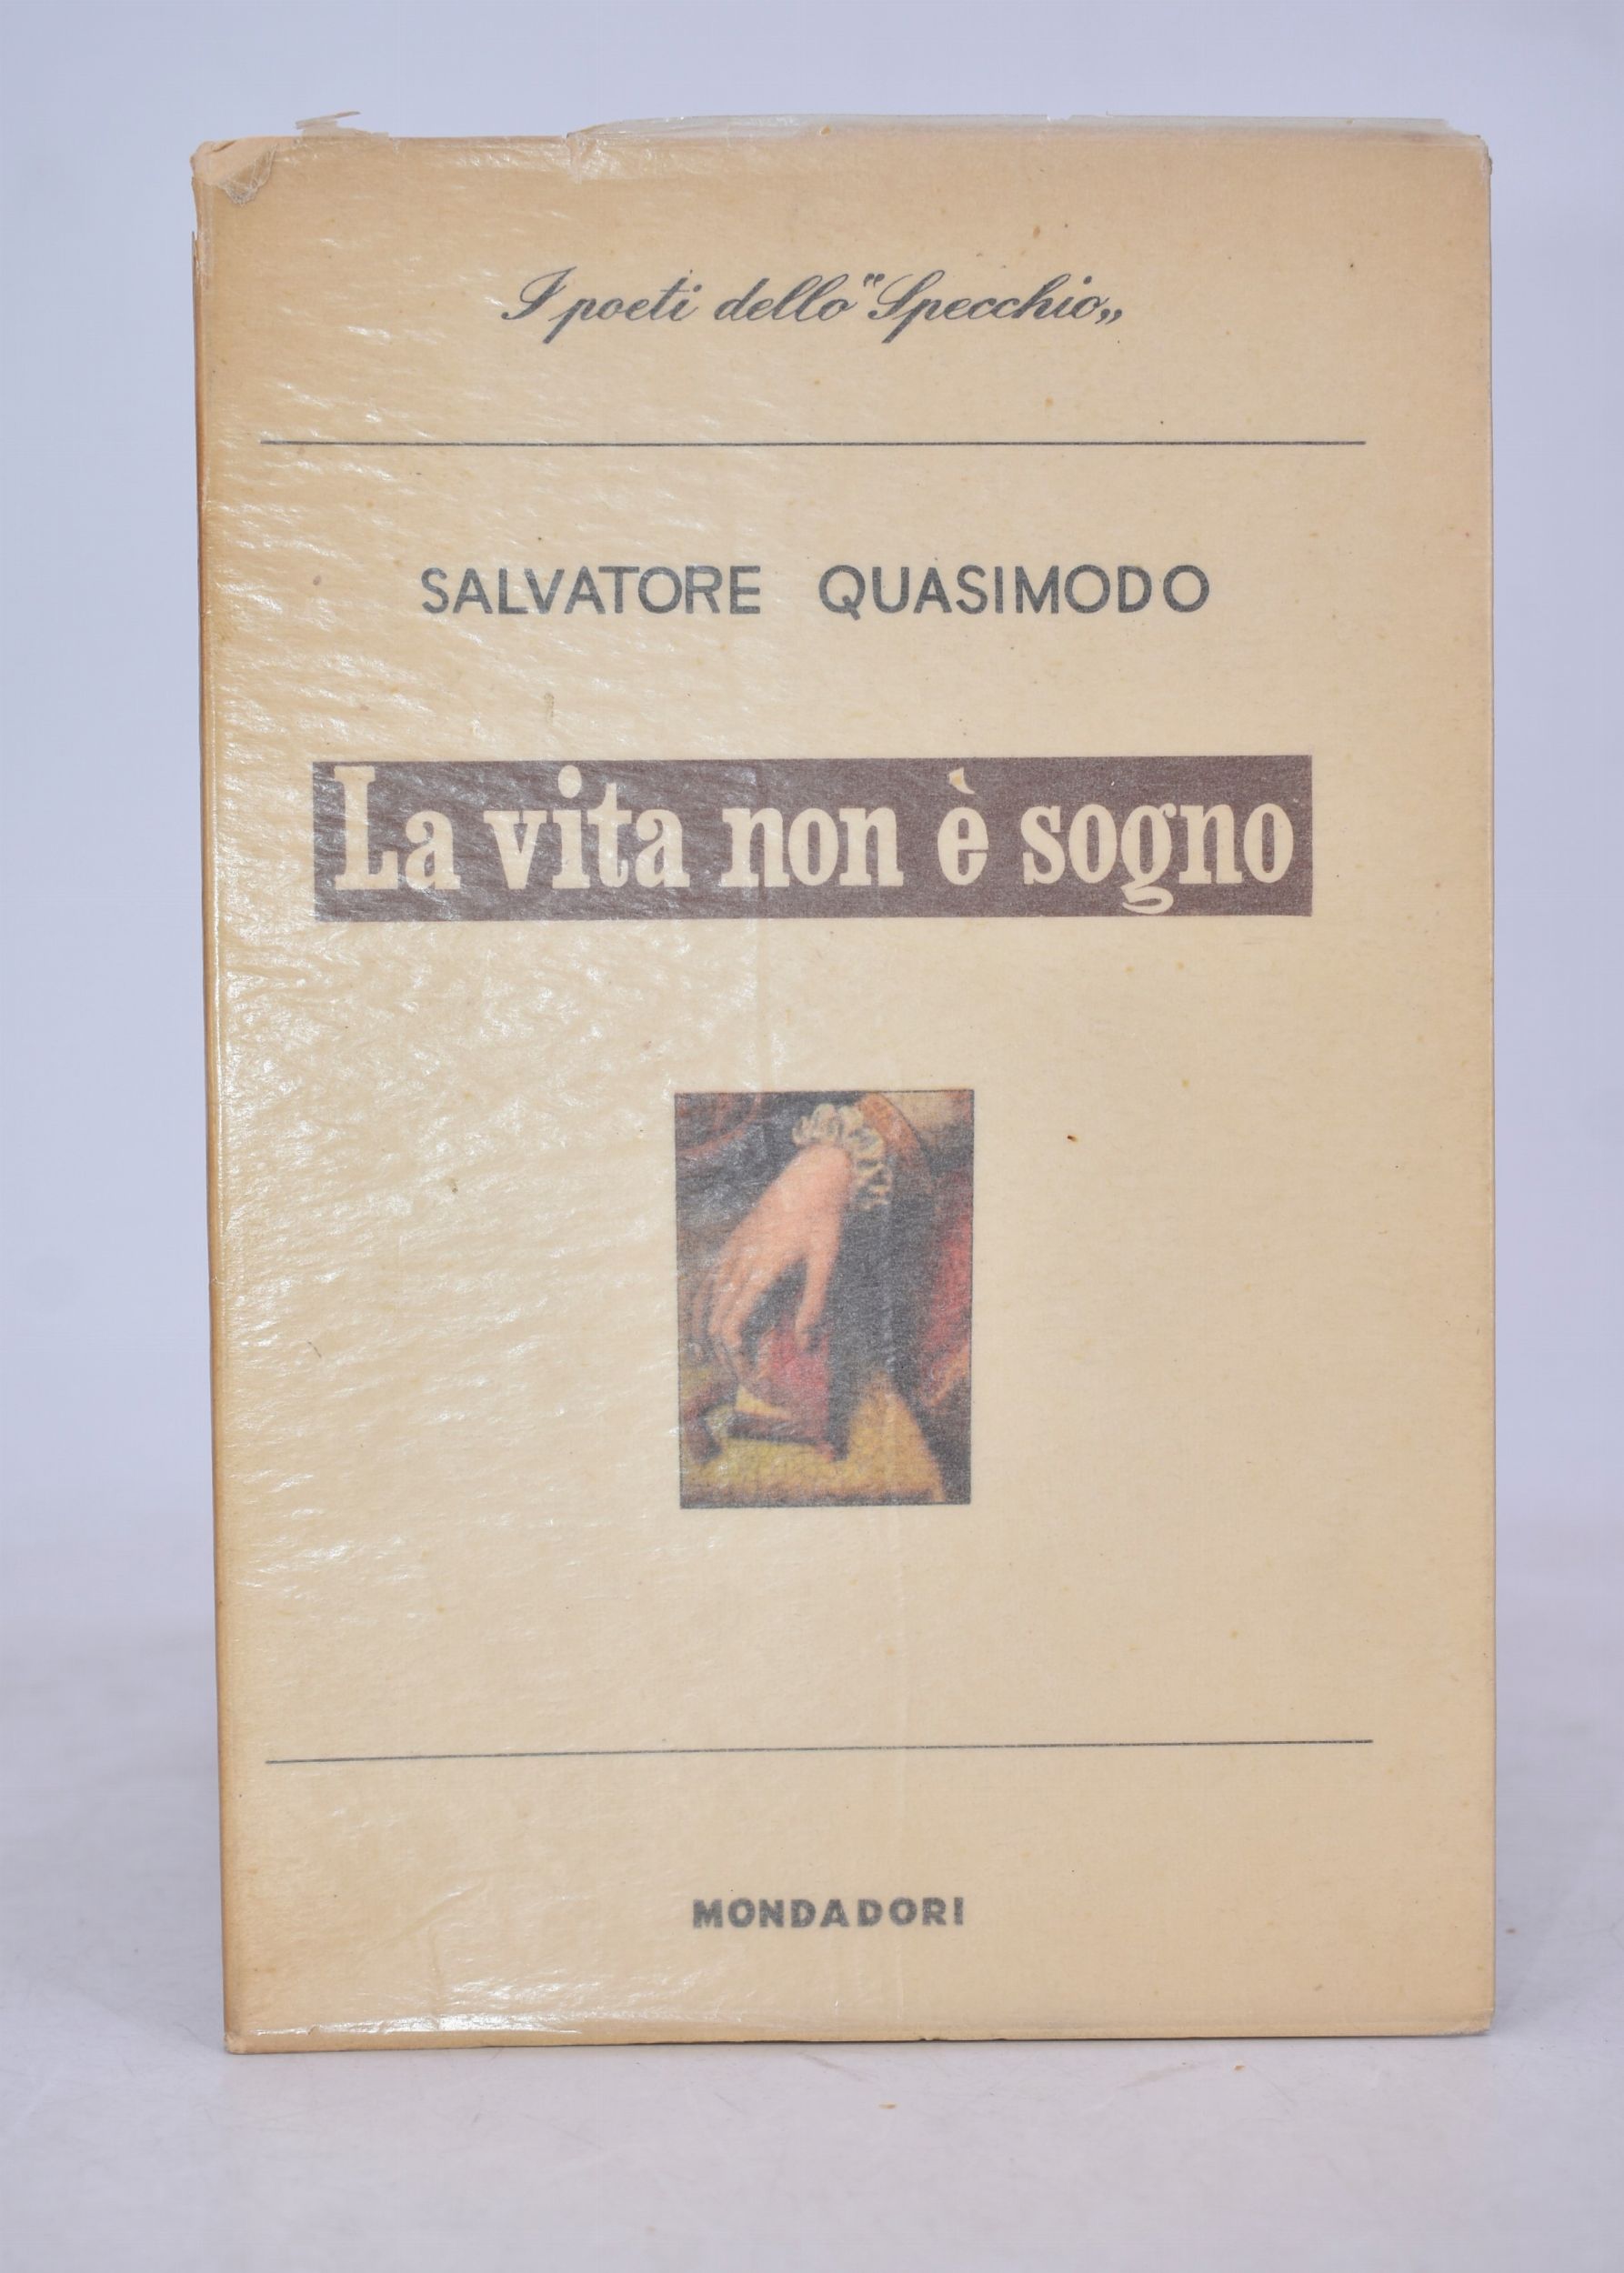 I poeti dello "Specchio„
SALVATORE QUASIMODO
La vita non è sogno
MONDADORI